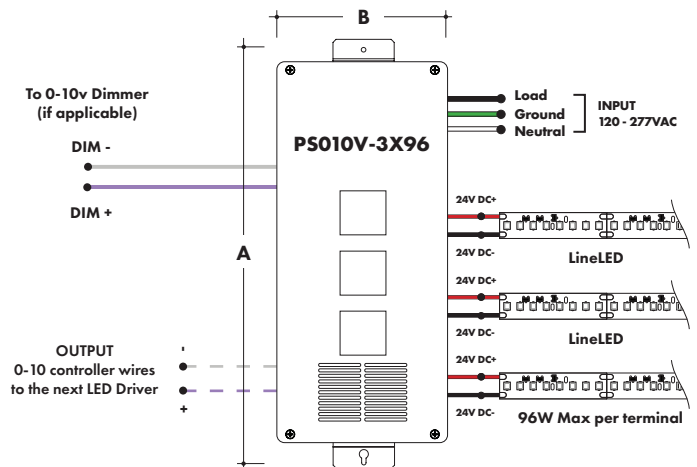 B
To 0-10v Dimmer
(if applicable)
DIM -
DIM +
A
PS010V-3X96
Load
Ground
Neutral
INPUT
120 - 277VAC
24V DC+
24V DC-
LineLED
24V DC+
24V DC-
LineLED
24V DC+
24V DC-
96W Max per terminal
OUTPUT
0-10 controller wires
to the next LED Driver
-
+